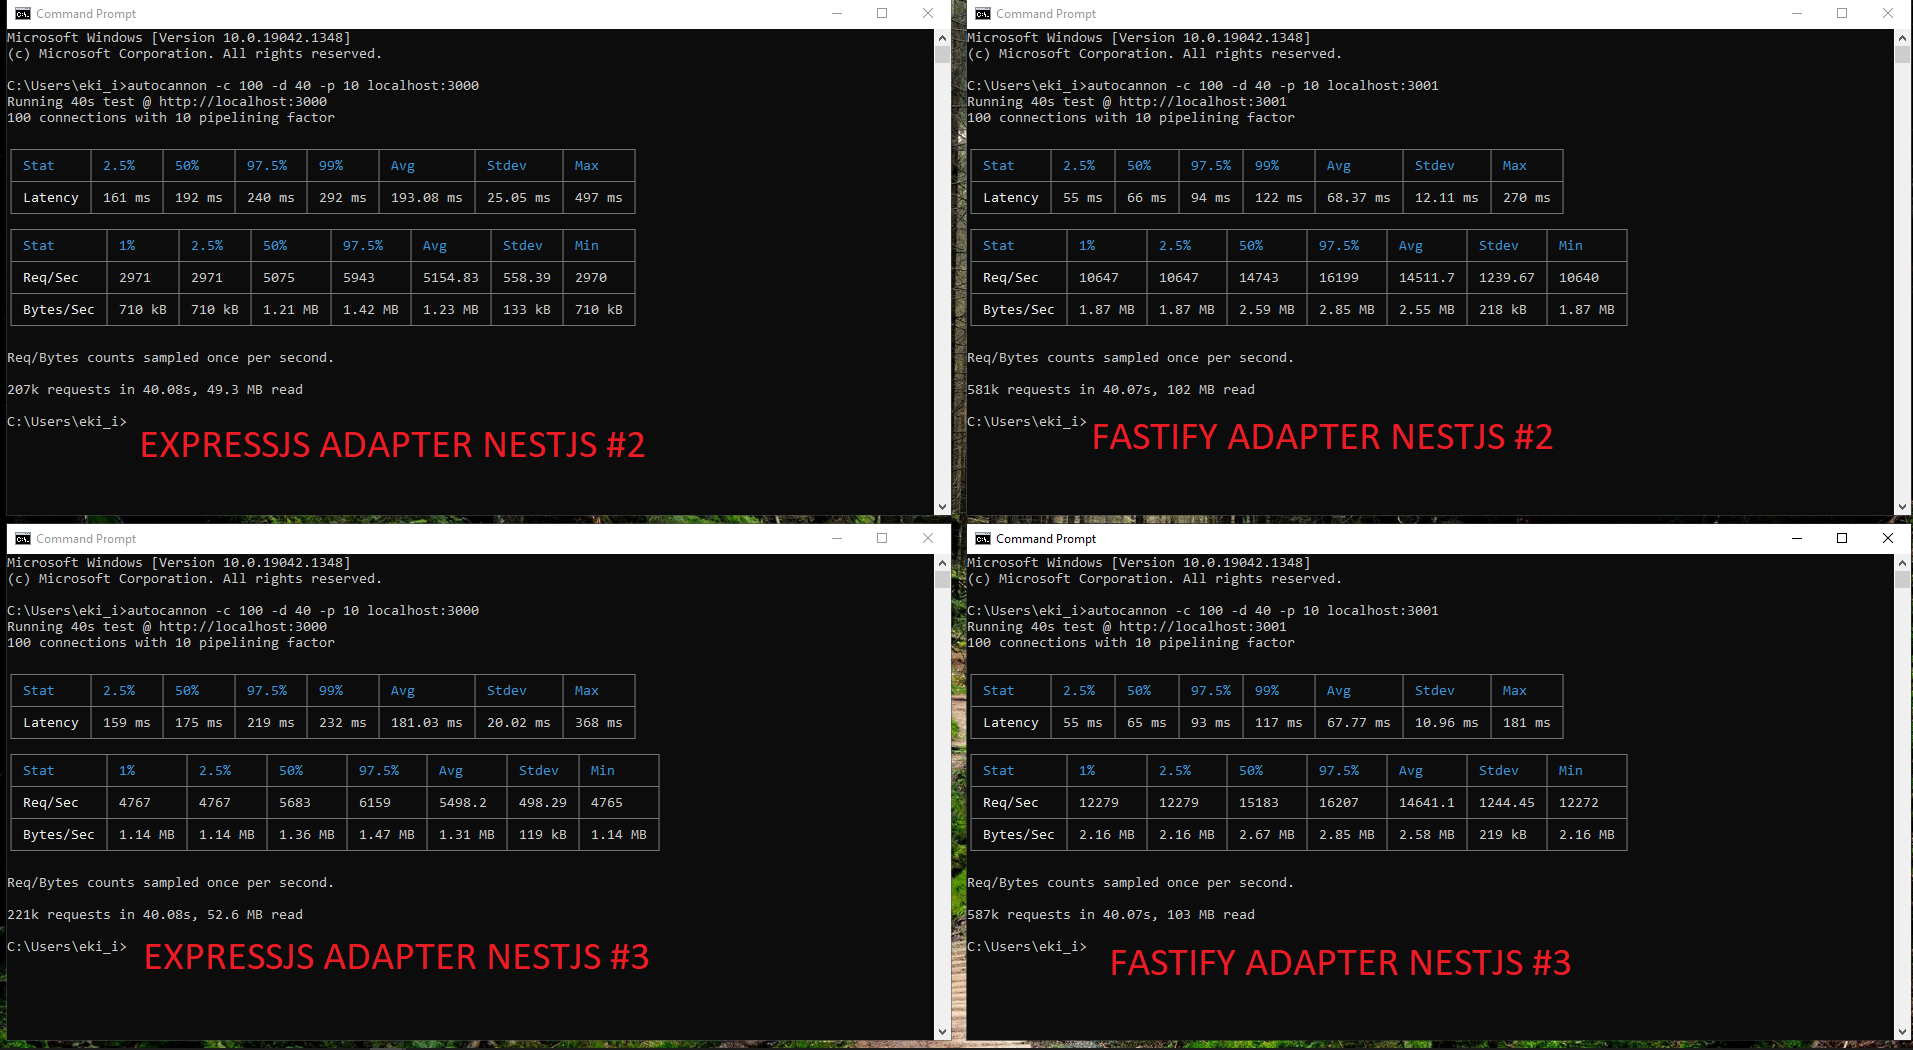 Command Prompt
Microsoft Windows [Version 10.0.19042.1348]
(c) Microsoft Corporation. All rights reserved.
C:\Users\eki_i>autocannon -c 100 -d 40 -p 10 localhost:3000
Running 40s test @ http://localhost:3000
100 connections with 10 pipelining factor
Stat 2.5% 50% 97.5% 99% Avg Stdev Max
Latency 161 ms 192 ms 240 ms 292 ms 193.08 ms 25.05 ms 497 ms
Stat 1% 2.5% 50% 97.5% Avg Stdev Min
Req/Sec 2971 2971 5075 5943 5154.83 558.39 2970
Bytes/Sec 710 kB 710 kB 1.21 MB 1.42 MB 1.23 MB 133 kB 710 kB
Req/Bytes counts sampled once per second.
207k requests in 40.08s, 49.3 MB read
C:\Users\eki_i>
EXPRESSJS ADAPTER NESTJS #2
Command Prompt
Microsoft Windows [Version 10.0.19042.1348]
(c) Microsoft Corporation. All rights reserved.
C:\Users\eki_i>autocannon -c 100 -d 40 -p 10 localhost:3001
Running 40s test @ http://localhost:3001
100 connections with 10 pipelining factor
Stat 2.5% 50% 97.5% 99% Avg Stdev Max
Latency 55 ms 66 ms 94 ms 122 ms 68.37 ms 12.11 ms 270 ms
Stat 1% 2.5% 50% 97.5% Avg Stdev Min
Req/Sec 10647 10647 14743 16199 14511.7 1239.67 10640
Bytes/Sec 1.87 MB 1.87 MB 2.59 MB 2.85 MB 2.55 MB 218 kB 1.87 MB
Req/Bytes counts sampled once per second.
581k requests in 40.07s, 102 MB read
C:\Users\eki_i>
FASTIFY ADAPTER NESTJS #2
Command Prompt
Microsoft Windows [Version 10.0.19042.1348]
(c) Microsoft Corporation. All rights reserved.
C:\Users\eki_i>autocannon -c 100 -d 40 -p 10 localhost:3000
Running 40s test @ http://localhost:3000
100 connections with 10 pipelining factor
Stat 2.5% 50% 97.5% 99% Avg Stdev Max
Latency 159 ms 175 ms 219 ms 232 ms 181.03 ms 20.02 ms 368 ms
Stat 1% 2.5% 50% 97.5% Avg Stdev Min
Req/Sec 4767 4767 5683 6159 5498.2 498.29 4765
Bytes/Sec 1.14 MB 1.14 MB 1.36 MB 1.47 MB 1.31 MB 119 kB 1.14 MB
Req/Bytes counts sampled once per second.
221k requests in 40.08s, 52.6 MB read
C:\Users\eki_i>
EXPRESSJS ADAPTER NESTJS #3
Command Prompt
Microsoft Windows [Version 10.0.19042.1348]
(c) Microsoft Corporation. All rights reserved.
C:\Users\eki_i>autocannon -c 100 -d 40 -p 10 localhost:3001
Running 40s test @ http://localhost:3001
100 connections with 10 pipelining factor
Stat 2.5% 50% 97.5% 99% Avg Stdev Max
Latency 55 ms 65 ms 93 ms 117 ms 67.77 ms 10.96 ms 181 ms
Stat 1% 2.5% 50% 97.5% Avg Stdev Min
Req/Sec 12279 12279 15183 16207 14641.1 1244.45 12272
Bytes/Sec 2.16 MB 2.16 MB 2.67 MB 2.85 MB 2.58 MB 219 kB 2.16 MB
Req/Bytes counts sampled once per second.
587k requests in 40.07s, 103 MB read
C:\Users\eki_i>
FASTIFY ADAPTER NESTJS #3